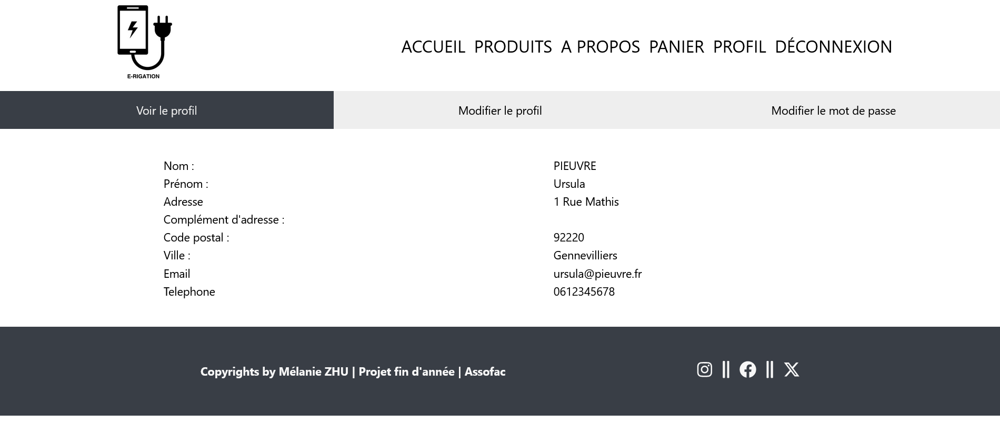 E-RIGATION
ACCUEIL PRODUITS A PROPOS PANIER PROFIL DÉCONNEXION
Voir le profil Modifier le profil Modifier le mot de passe
Nom : PIEUVRE
Prénom : Ursula
Adresse 1 Rue Mathis
Complément d'adresse :
Code postal : 92220
Ville : Gennevilliers
Email ursula@pieuvre.fr
Telephone 0612345678
Copyrights by Mélanie ZHU | Projet fin d'année | Assofac